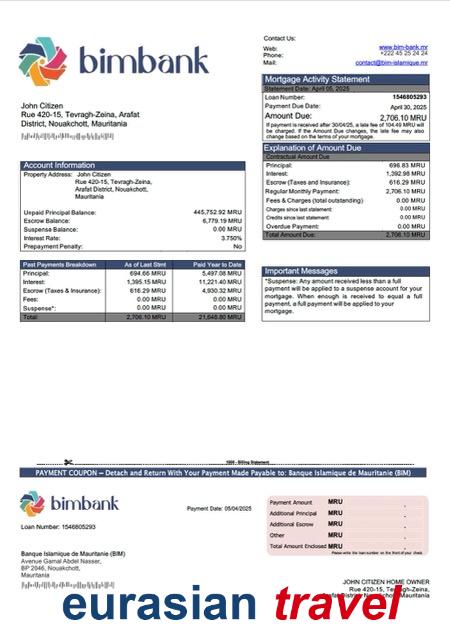 bimbank
Contact Us:
Web: www.bim-bank.mr
Phone: +222 45 25 24 24
Mail: contact@bim-islamique.mr
Mortgage Activity Statement
Statement Date: April 05, 2025
Loan Number: 1546805293
Payment Due Date: April 30, 2025
Amount Due: 2,706.10 MRU
If payment is received after 30/04/25, a late fee of 104.49 MRU will
be charged. If the Amount Due changes, the late fee may also
change based on the terms of your mortgage.
John Citizen
Rue 420-15, Tevragh-Zeina, Arafat
District, Nouakchott, Mauritania
Explanation of Amount Due
Contractual Amount Due
Principal: 696.83 MRU
Interest: 1,392.98 MRU
Escrow (Taxes and Insurance): 616.29 MRU
Regular Monthly Payment: 2,706.10 MRU
Fees & Charges (total outstanding) 0.00 MRU
Charges since last statement: 0.00 MRU
Credits since last statement: 0.00 MRU
Overdue Payment: 0.00 MRU
Total Amount Due: 2,706.10 MRU
Account Information
Property Address: John Citizen
Rue 420-15, Tevragh-Zeina,
Arafat District, Nouakchott,
Mauritania
Unpaid Principal Balance: 445,752.92 MRU
Escrow Balance: 6,779.19 MRU
Suspense Balance: 0.00 MRU
Interest Rate: 3.750%
Prepayment Penalty: No
Past Payments Breakdown As of Last Stmt Paid Year to Date
Principal: 694.66 MRU 5,497.08 MRU
Interest: 1,395.15 MRU 11,221.40 MRU
Escrow (Taxes & Insurance): 616.29 MRU 4,930.32 MRU
Fees: 0.00 MRU 0.00 MRU
Suspense*: 0.00 MRU 0.00 MRU
Total: 2,706.10 MRU 21,648.80 MRU
Important Messages
*Suspense: Any amount received less than a full
payment will be applied to a suspense account for your
mortgage. When enough is received to equal a full
payment, a full payment will be applied to your
mortgage.
Billing Statement
PAYMENT COUPON – Detach and Return With Your Payment Made Payable to: Banque Islamique de Mauritanie (BIM)
bimbank
Payment Date: 05/04/2025
Loan Number: 1546805293
Payment Amount MRU .
Additional Principal MRU .
Additional Escrow MRU .
Other MRU .
Total Amount Enclosed MRU .
Please write the loan number on the front of your check.
Banque Islamique de Mauritanie (BIM)
Avenue Gamal Abdel Nasser,
BP 2046, Nouakchott,
Mauritania
JOHN CITIZEN HOME OWNER
Rue 420-15, Tevragh-Zeina,
eurasian travel